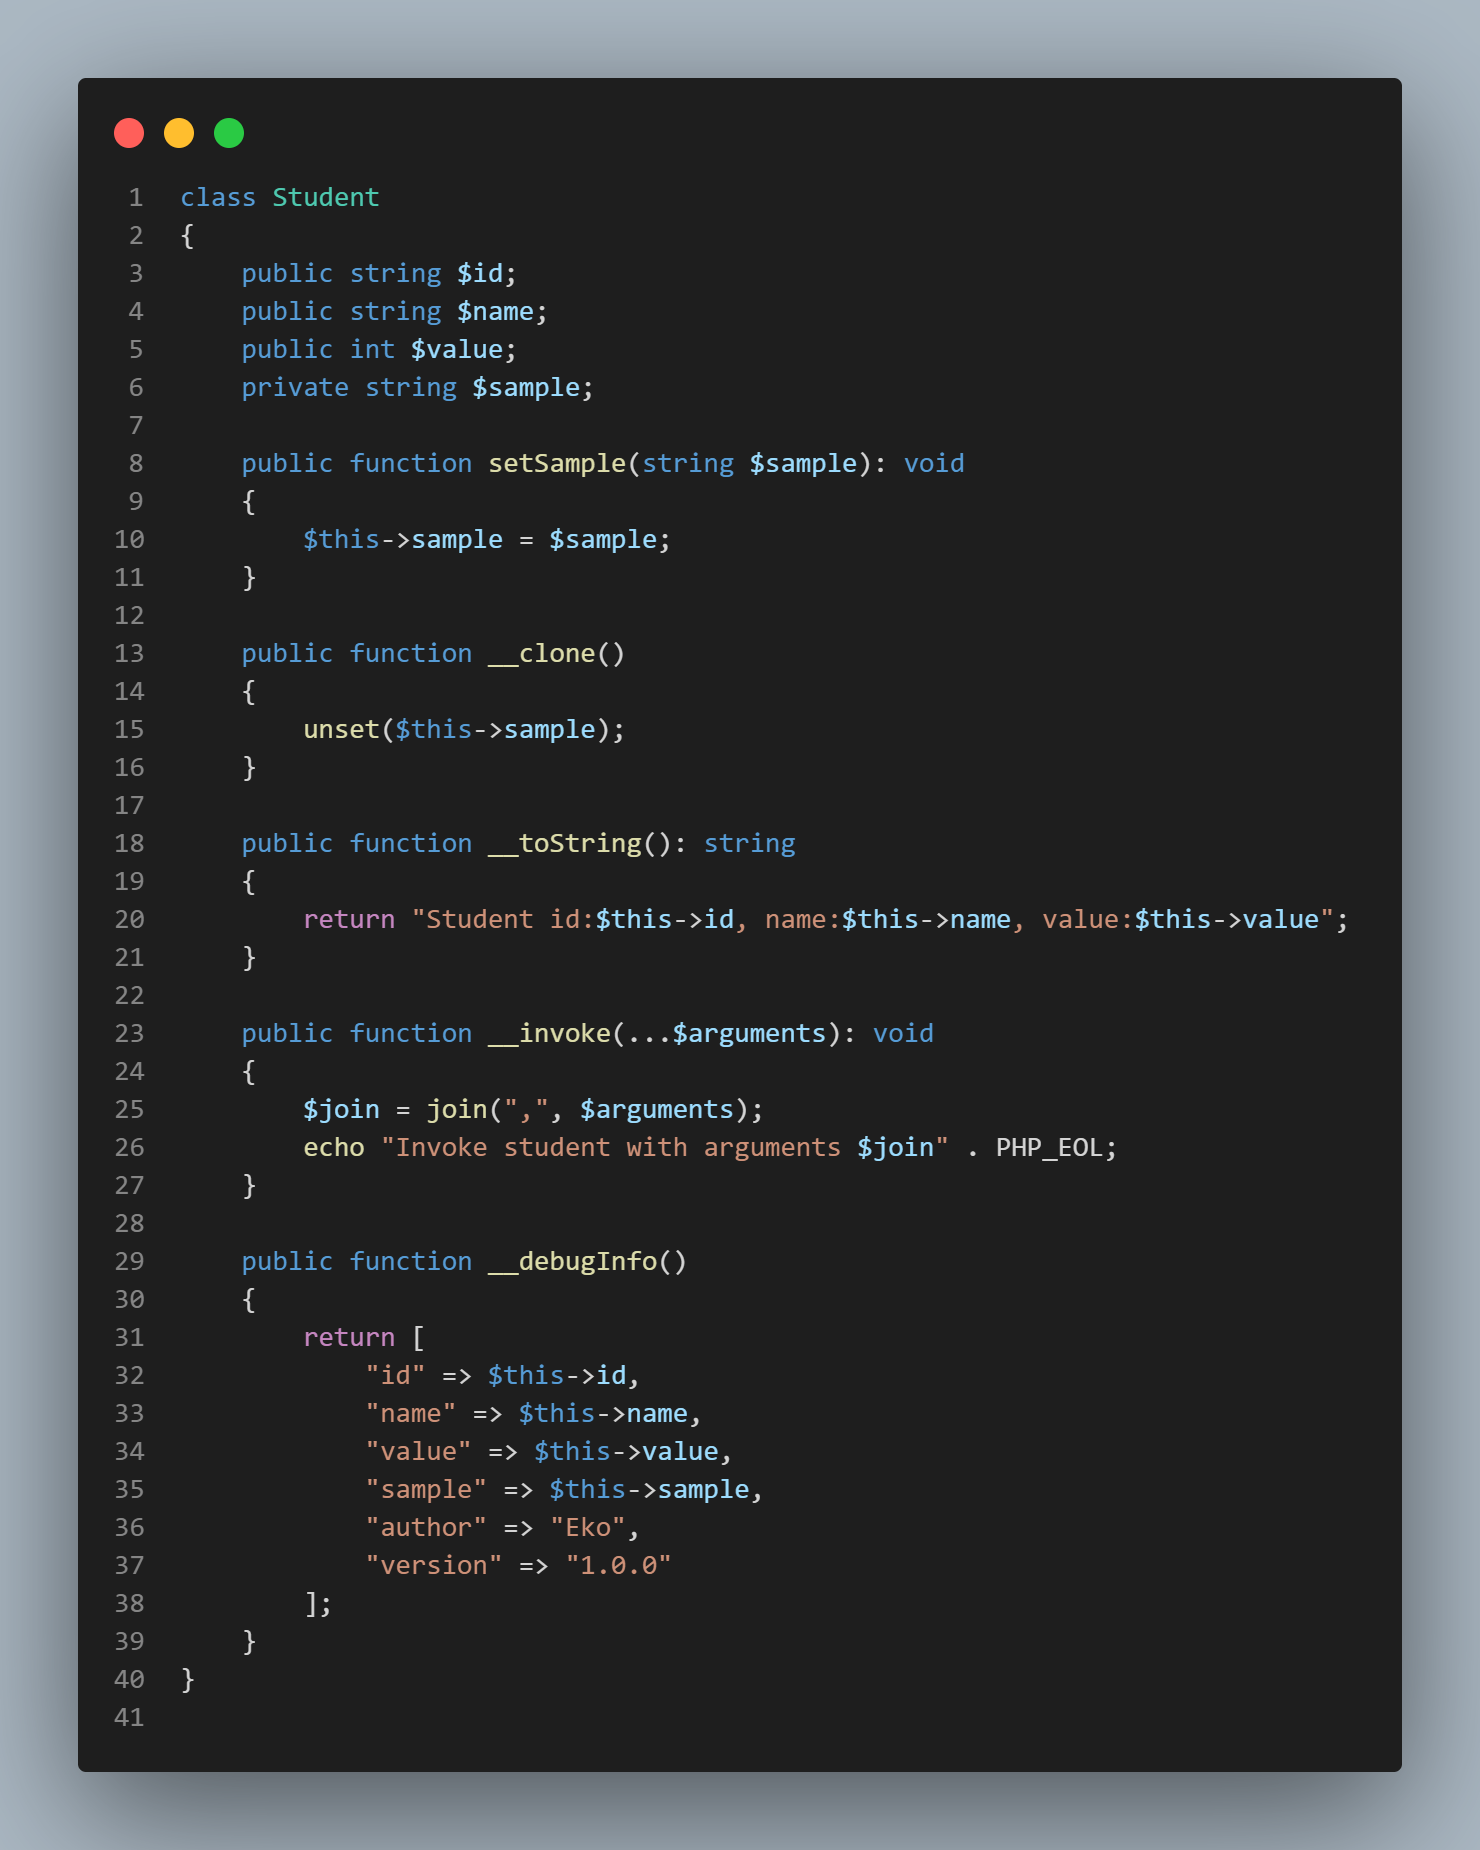 1 class Student
2 {
3     public string $id;
4     public string $name;
5     public int $value;
6     private string $sample;
7
8     public function setSample(string $sample): void
9     {
10         $this->sample = $sample;
11     }
12
13     public function __clone()
14     {
15         unset($this->sample);
16     }
17
18     public function __toString(): string
19     {
20         return "Student id:$this->id, name:$this->name, value:$this->value";
21     }
22
23     public function __invoke(...$arguments): void
24     {
25         $join = join(",", $arguments);
26         echo "Invoke student with arguments $join" . PHP_EOL;
27     }
28
29     public function __debugInfo()
30     {
31         return [
32             "id" => $this->id,
33             "name" => $this->name,
34             "value" => $this->value,
35             "sample" => $this->sample,
36             "author" => "Eko",
37             "version" => "1.0.0"
38         ];
39     }
40 }
41